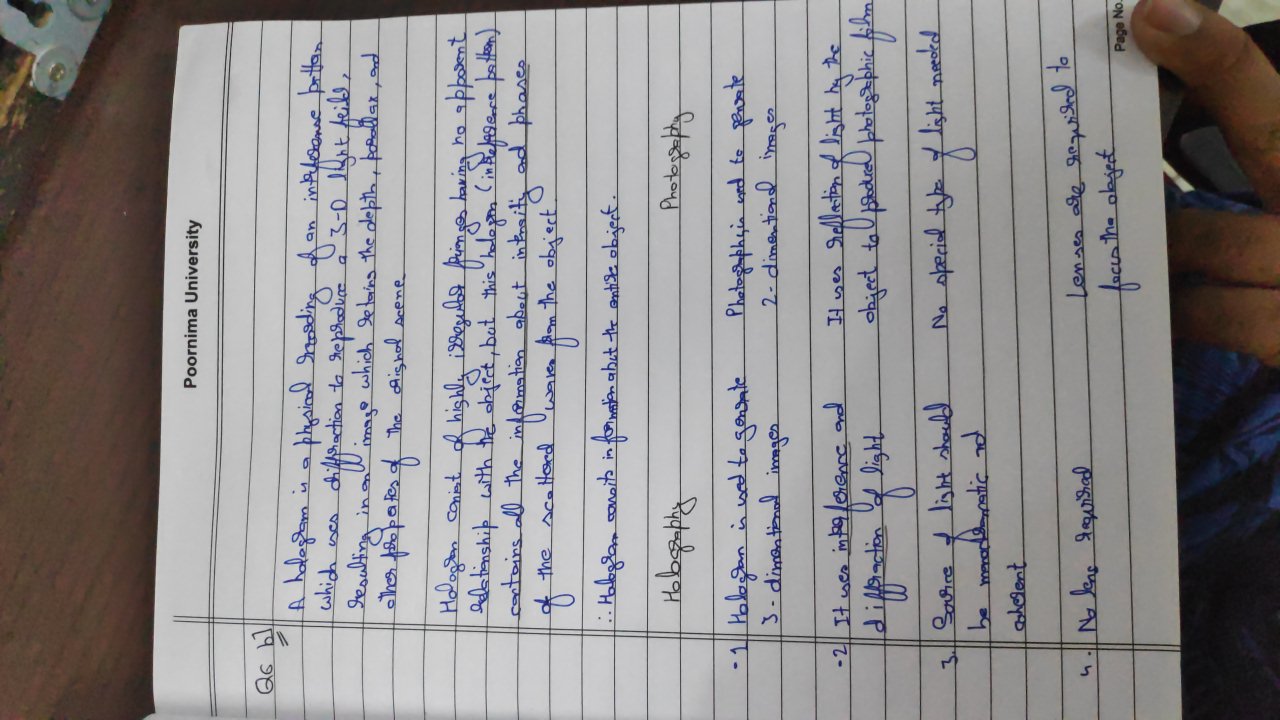 Poornima University
Q6 b]
A hologram is a physical recording of an interference pattern
which uses diffraction to reproduce a 3-D light feild,
resulting in an image which retains the depth, parallax, and
other properties of the original scene.
Hologram consist of highly irregular fringes having no apparent
relationship with the object, but this hologram (interference pattern)
contains all the information about intensity and phases
of the scattered waves from the object.
∴ Hologram consits information about the entire object.
Holography Photography
·1 Hologram is used to genrate Photography is used to genrate
3-dimentional images 2-dimentional images
·2 It uses interference and It uses reflection of light by the
diffraction of light object to photographic film
3. Source of light should No special type of light needed
be monochromatic nd
coherent
4. No lens required Lenses are required to
focus the object
Page No.